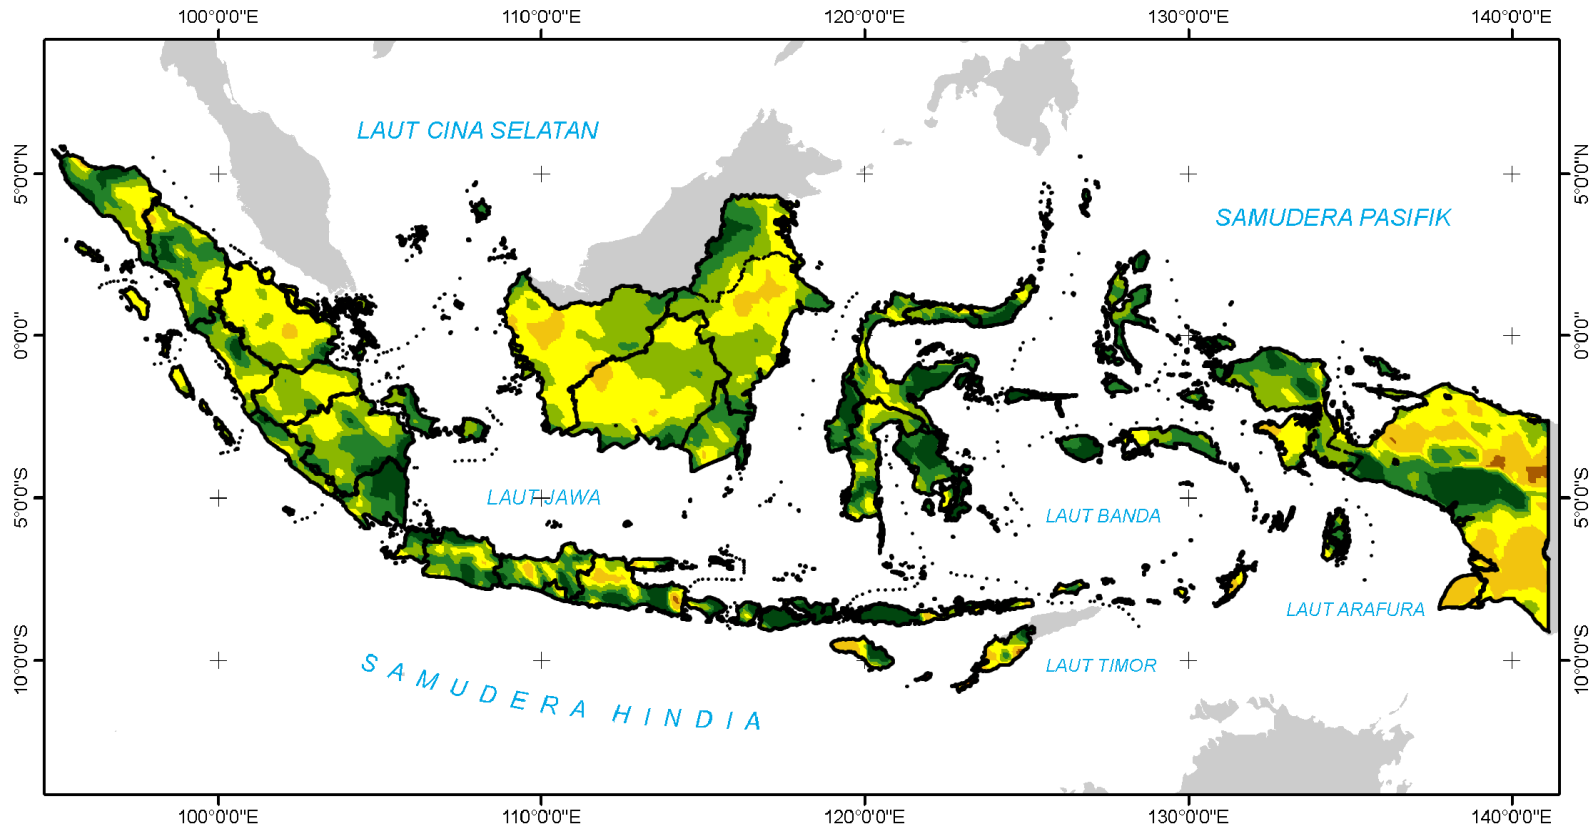 100°0'0"E 110°0'0"E 120°0'0"E 130°0'0"E 140°0'0"E
LAUT CINA SELATAN
5°0'0"N 5°0'0"N
SAMUDERA PASIFIK
0°0'0" 0°0'0"
5°0'0"S 5°0'0"S
LAUT JAWA
LAUT BANDA
LAUT ARAFURA
10°0'0"S 10°0'0"S
LAUT TIMOR
SAMUDERA HINDIA
100°0'0"E 110°0'0"E 120°0'0"E 130°0'0"E 140°0'0"E